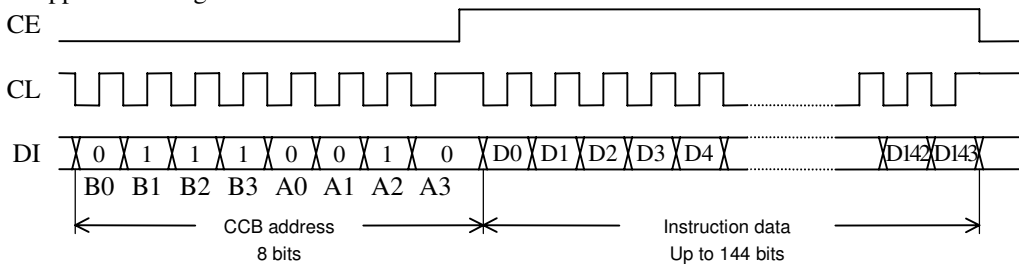 CE
CL
DI 0 1 1 1 0 0 1 0 D0 D1 D2 D3 D4 D142 D143
B0 B1 B2 B3 A0 A1 A2 A3
CCB address Instruction data
8 bits Up to 144 bits